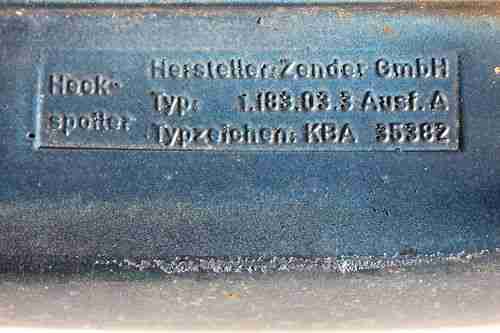 Heck-
spoiler
Hersteller: Zender GmbH
Typ: 1.183.03.3 Ausf. A
Typzeichen: KBA 35382